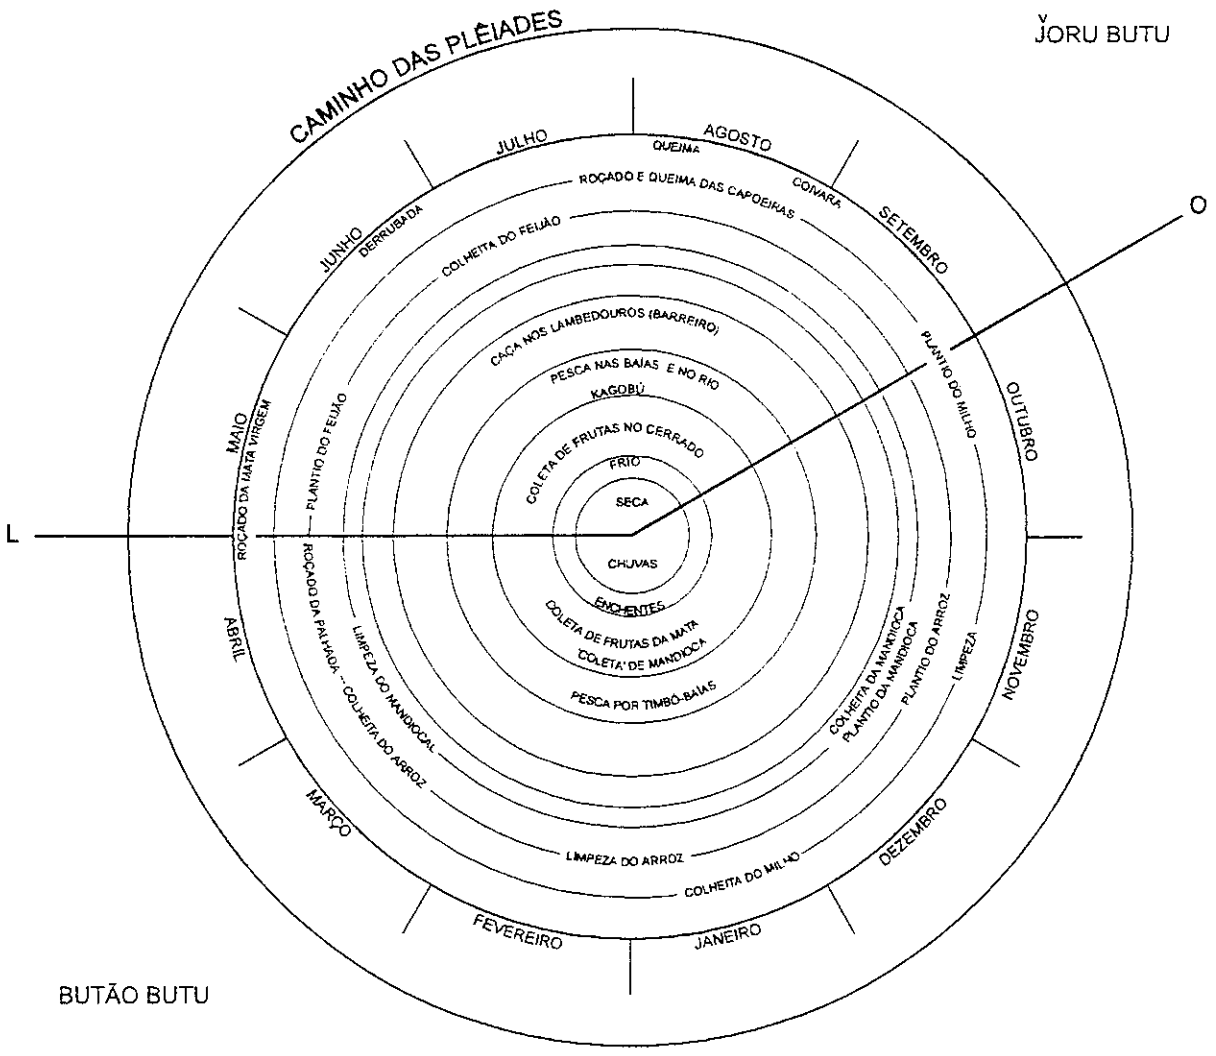 J̌ORU BUTU
CAMINHO DAS PLÊIADES
JULHO
AGOSTO
QUEIMA
COIVARA
SETEMBRO
O
ROÇADO E QUEIMA DAS CAPOEIRAS
JUNHO
DERRUBADA
COLHEITA DO FEIJÃO
CAÇA NOS LAMBEDOUROS (BARREIRO)
PLANTIO DO MILHO
PESCA NAS BAÍAS E NO RIO
KAGOBÚ
OUTUBRO
MAIO
ROÇADO DA MATA VIRGEM
PLANTIO DO FEIJÃO
COLETA DE FRUTAS NO CERRADO
FRIO
SECA
L
CHUVAS
ENCHENTES
COLETA DE FRUTAS DA MATA
'COLETA' DE MANDIOCA
PESCA POR TIMBÓ-BAÍAS
ABRIL
ROÇADO DA PALHADA
COLHEITA DO ARROZ
LIMPEZA DO MANDIOCAL
COLHEITA DA MANDIOCA
PLANTIO DA MANDIOCA
PLANTIO DO ARROZ
LIMPEZA
NOVEMBRO
MARÇO
LIMPEZA DO ARROZ
COLHEITA DO MILHO
DEZEMBRO
FEVEREIRO
JANEIRO
BUTÃO BUTU